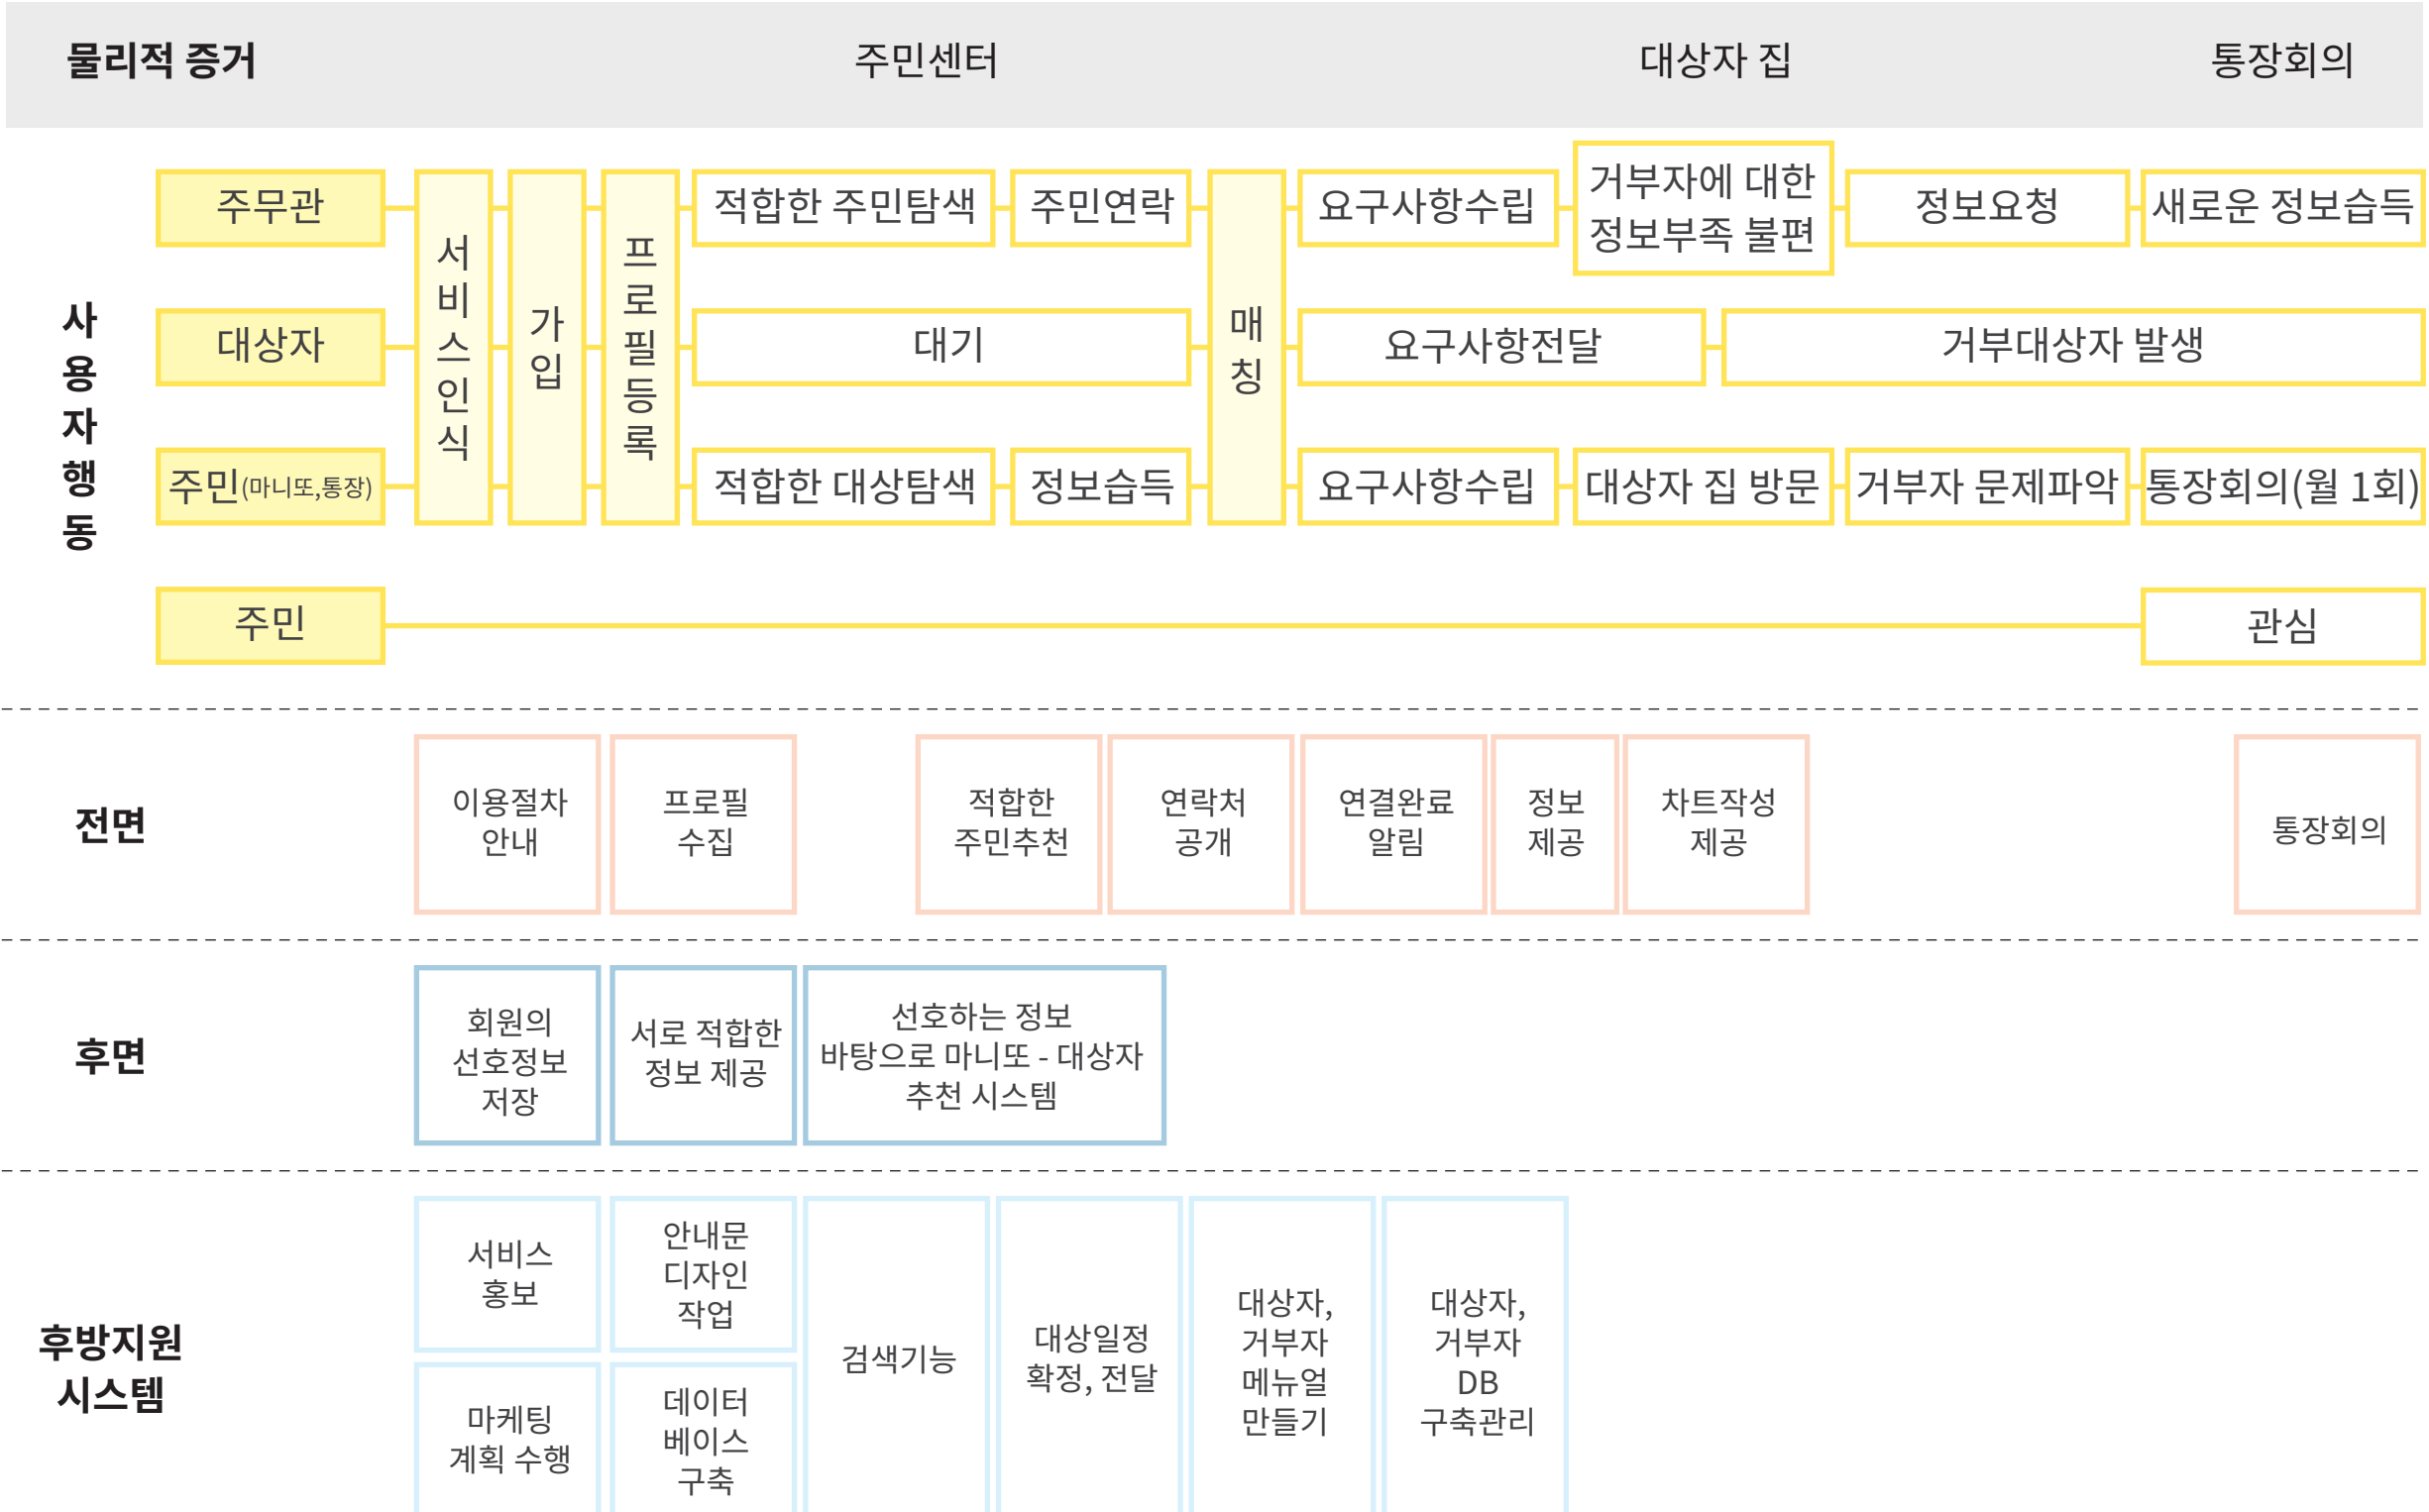 물리적 증거
주민센터
대상자 집
통장회의
사용자행동
주무관
서비스인식
가입
프로필등록
적합한 주민탐색
주민연락
매칭
요구사항수립
거부자에 대한
정보부족 불편
정보요청
새로운 정보습득
대상자
대기
요구사항전달
거부대상자 발생
주민(마니또,통장)
적합한 대상탐색
정보습득
요구사항수립
대상자 집 방문
거부자 문제파악
통장회의(월 1회)
주민
관심
전면
이용절차
안내
프로필
수집
적합한
주민추천
연락처
공개
연결완료
알림
정보
제공
차트작성
제공
통장회의
후면
회원의
선호정보
저장
서로 적합한
정보 제공
선호하는 정보
바탕으로 마니또 - 대상자
추천 시스템
후방지원
시스템
서비스
홍보
안내문
디자인
작업
마케팅
계획 수행
데이터
베이스
구축
검색기능
대상일정
확정, 전달
대상자,
거부자
메뉴얼
만들기
대상자,
거부자
DB
구축관리